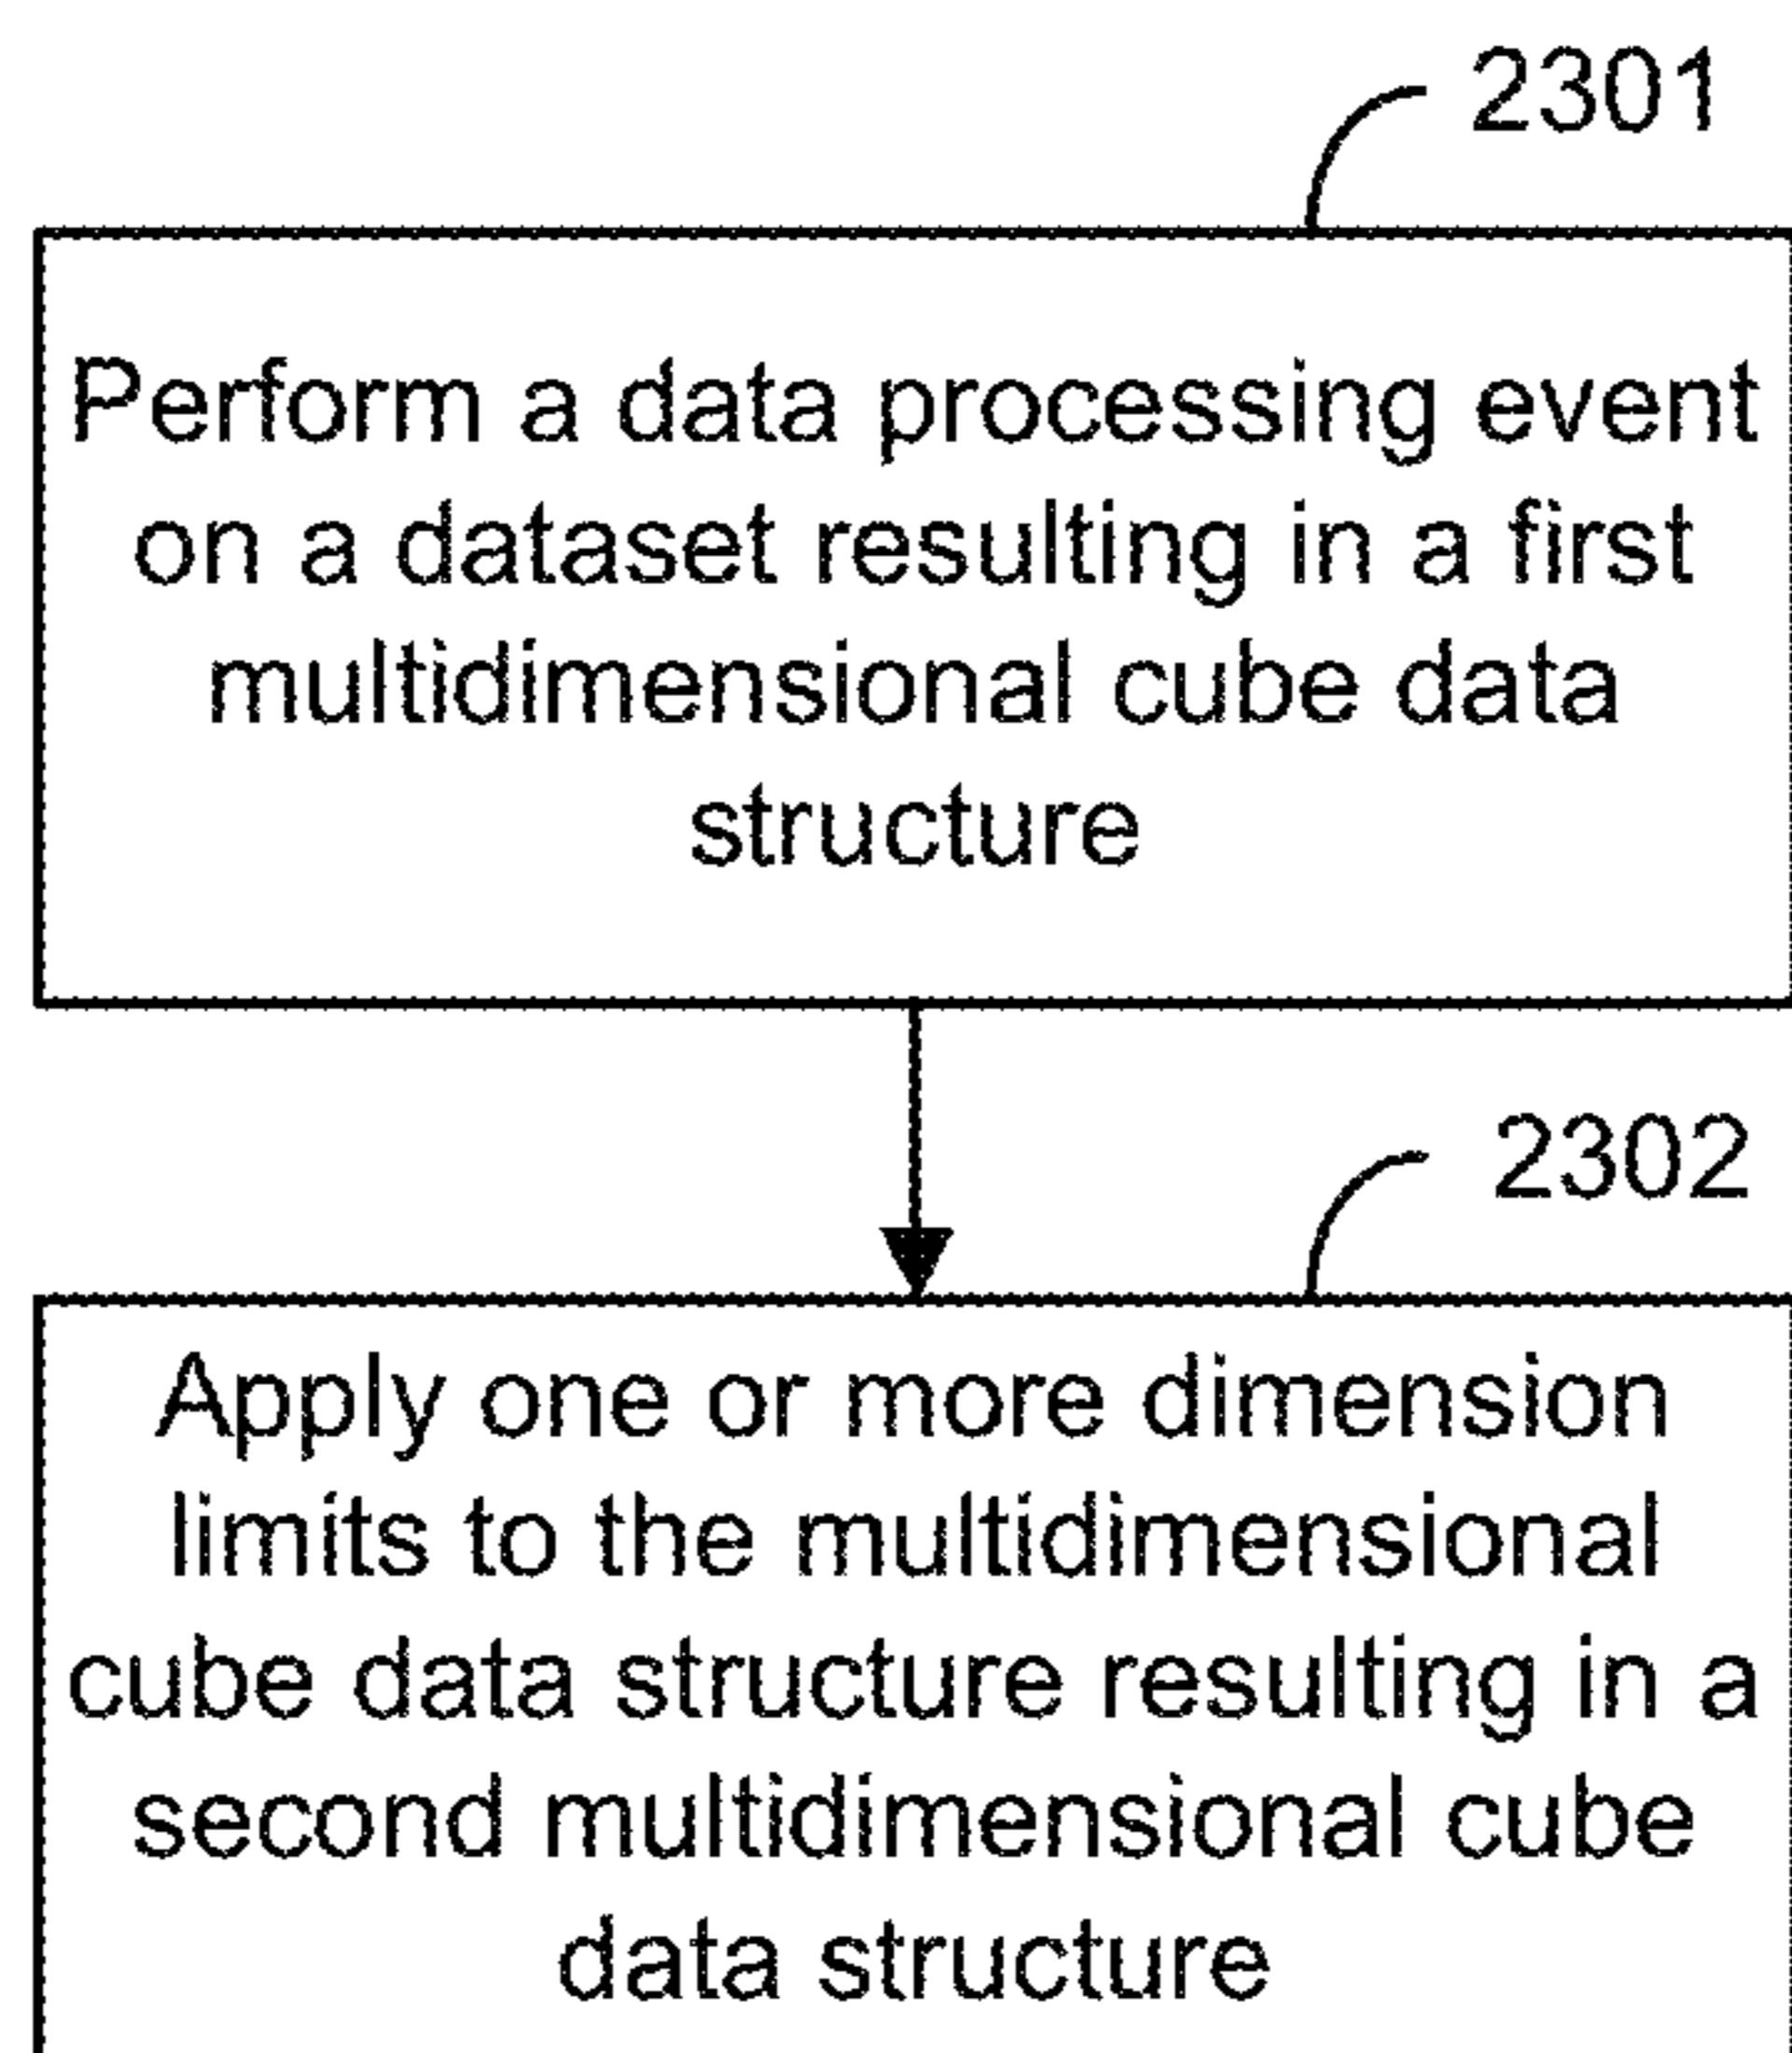 2301
Perform a data processing event
on a dataset resulting in a first
multidimensional cube data
structure
2302
Apply one or more dimension
limits to the multidimensional
cube data structure resulting in a
second multidimensional cube
data structure